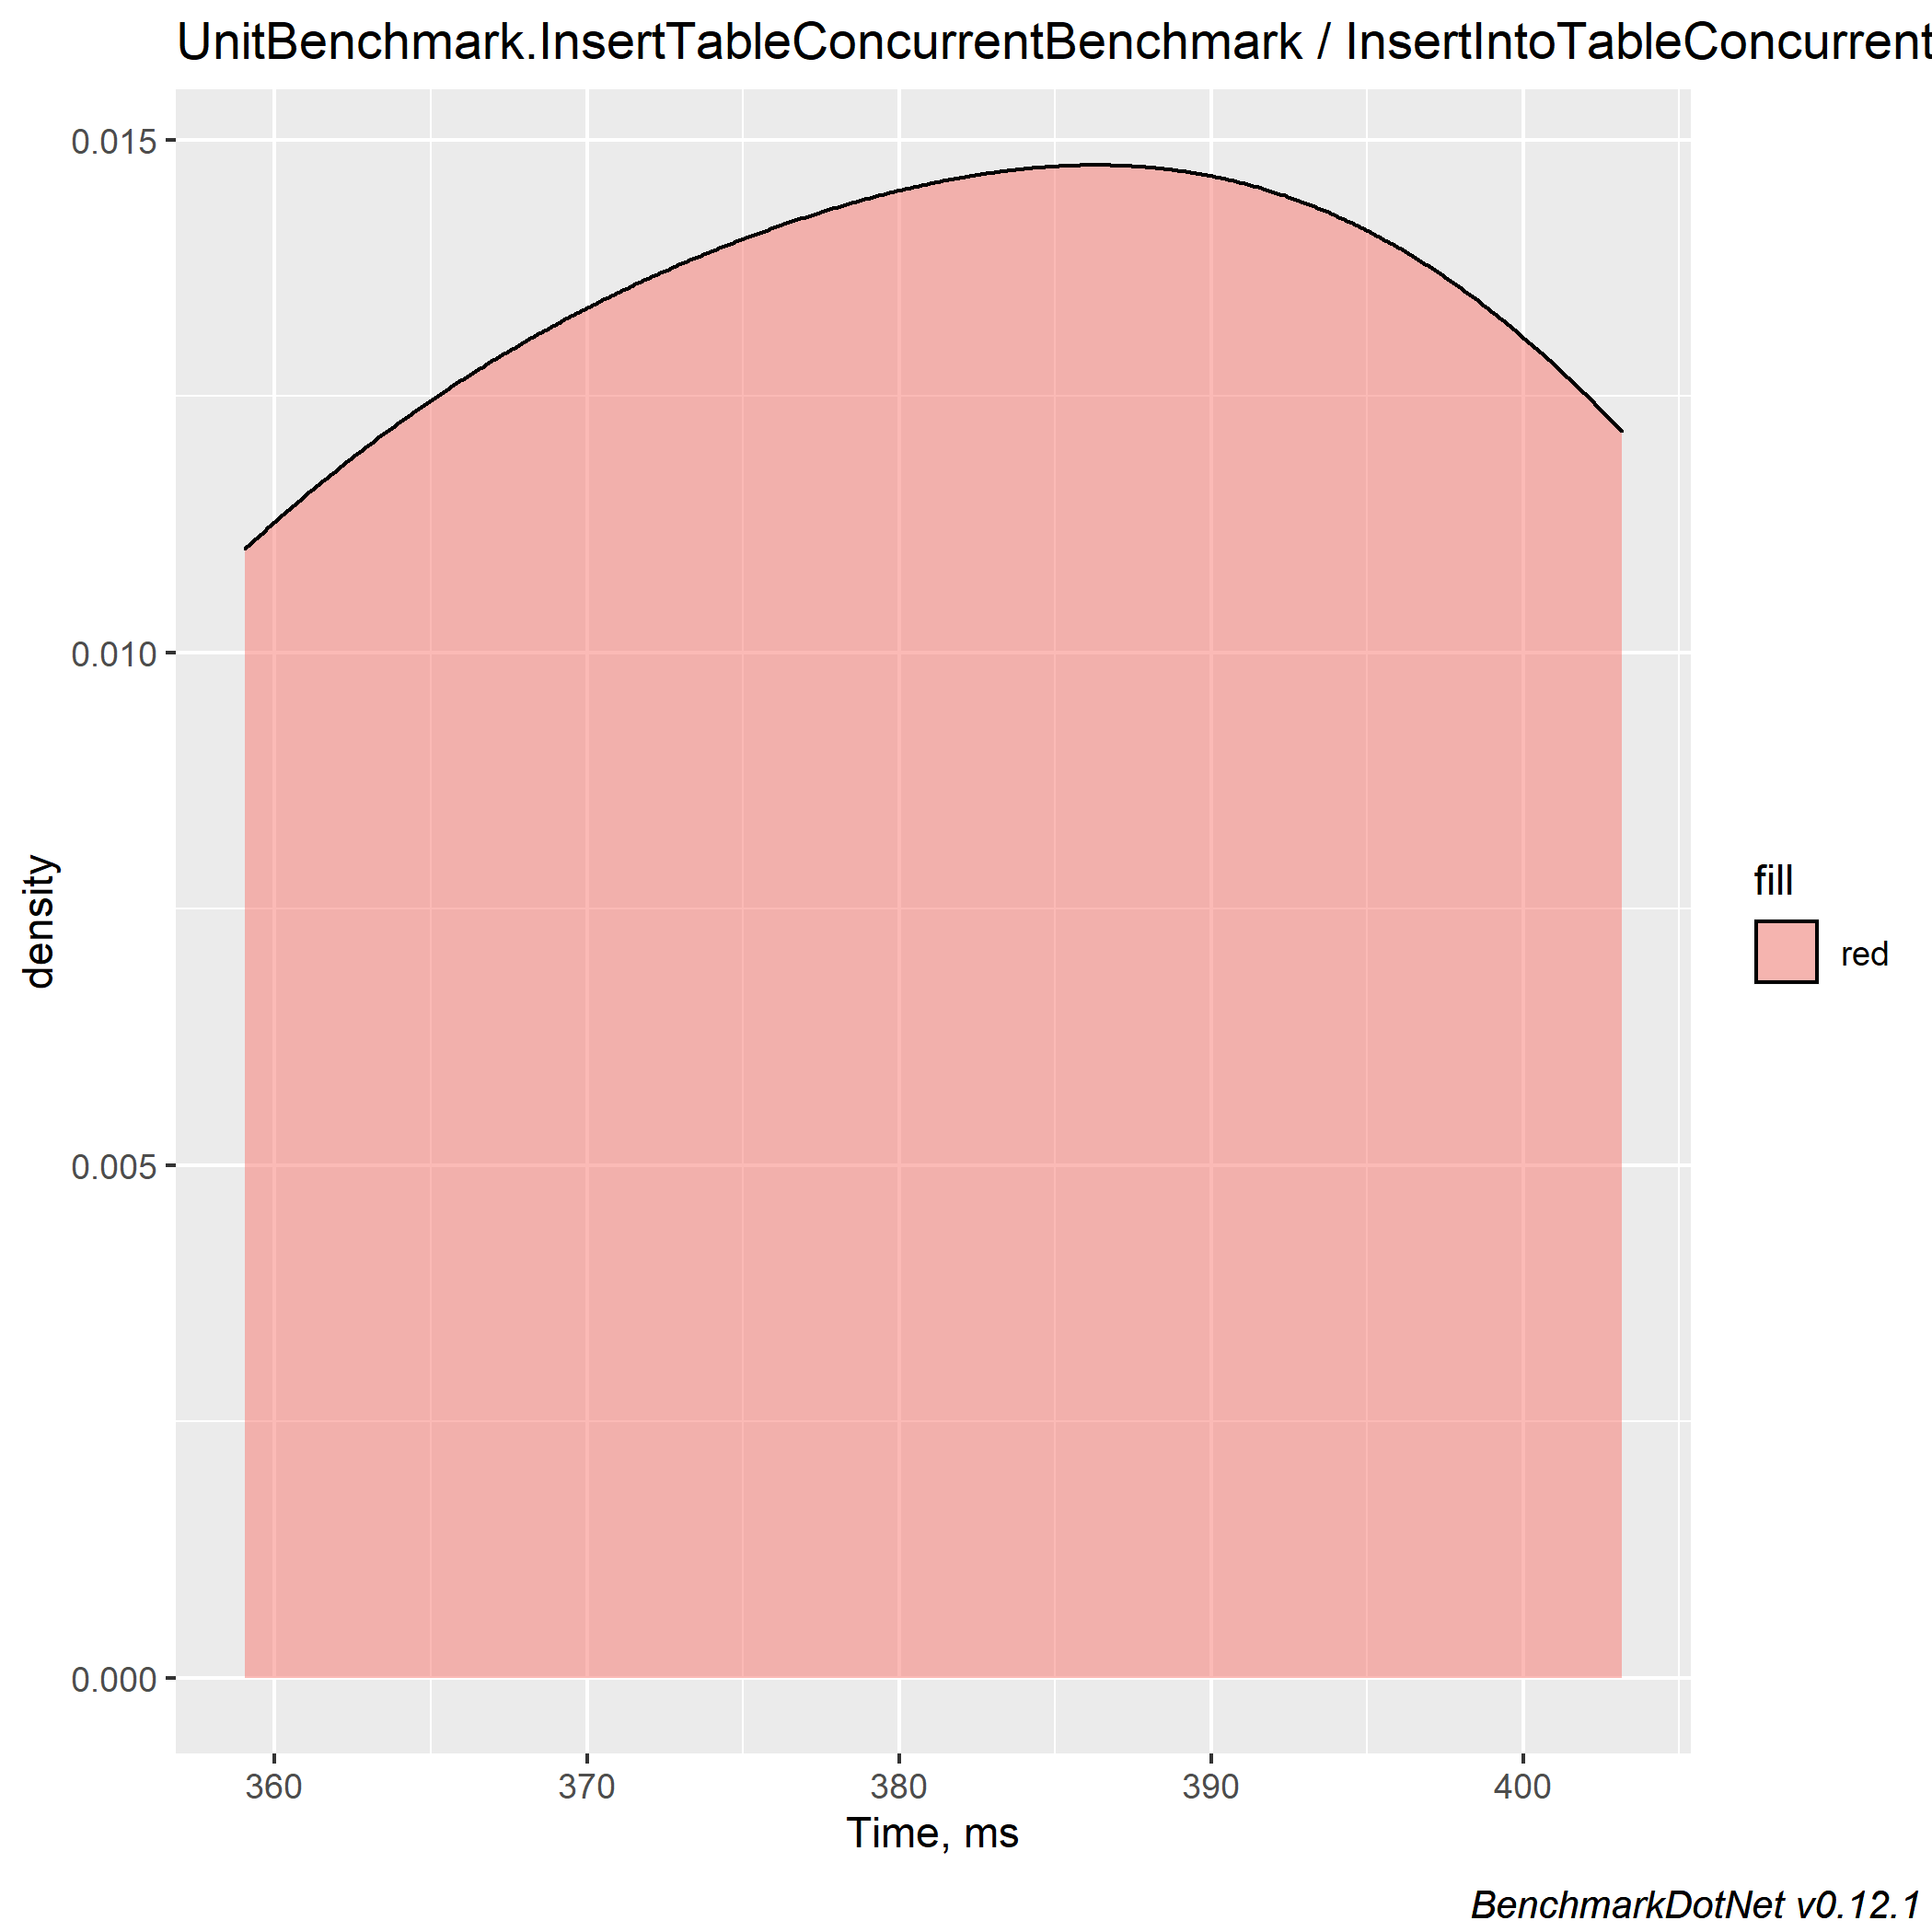 UnitBenchmark.InsertTableConcurrentBenchmark / InsertIntoTableConcurrent
0.015
0.010
0.005
0.000
density
360 370 380 390 400
Time, ms
fill
red
BenchmarkDotNet v0.12.1